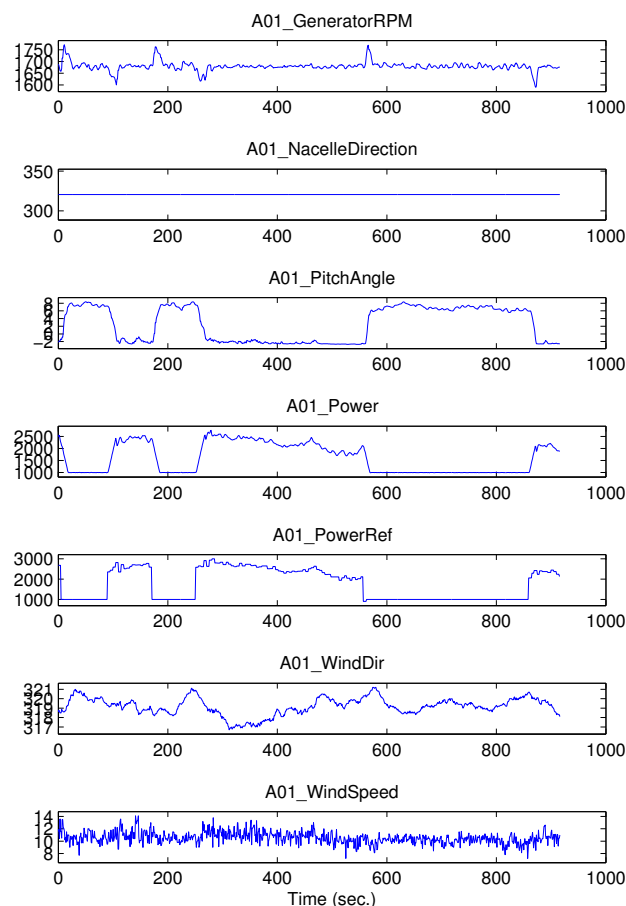 A01_GeneratorRPM
1750
1700
1650
1600
0 200 400 600 800 1000
A01_NacelleDirection
350
300
0 200 400 600 800 1000
A01_PitchAngle
8
6
4
2
0
−2
0 200 400 600 800 1000
A01_Power
2500
2000
1500
1000
0 200 400 600 800 1000
A01_PowerRef
3000
2000
1000
0 200 400 600 800 1000
A01_WindDir
321
320
319
318
317
0 200 400 600 800 1000
A01_WindSpeed
14
12
10
8
0 200 400 600 800 1000
Time (sec.)